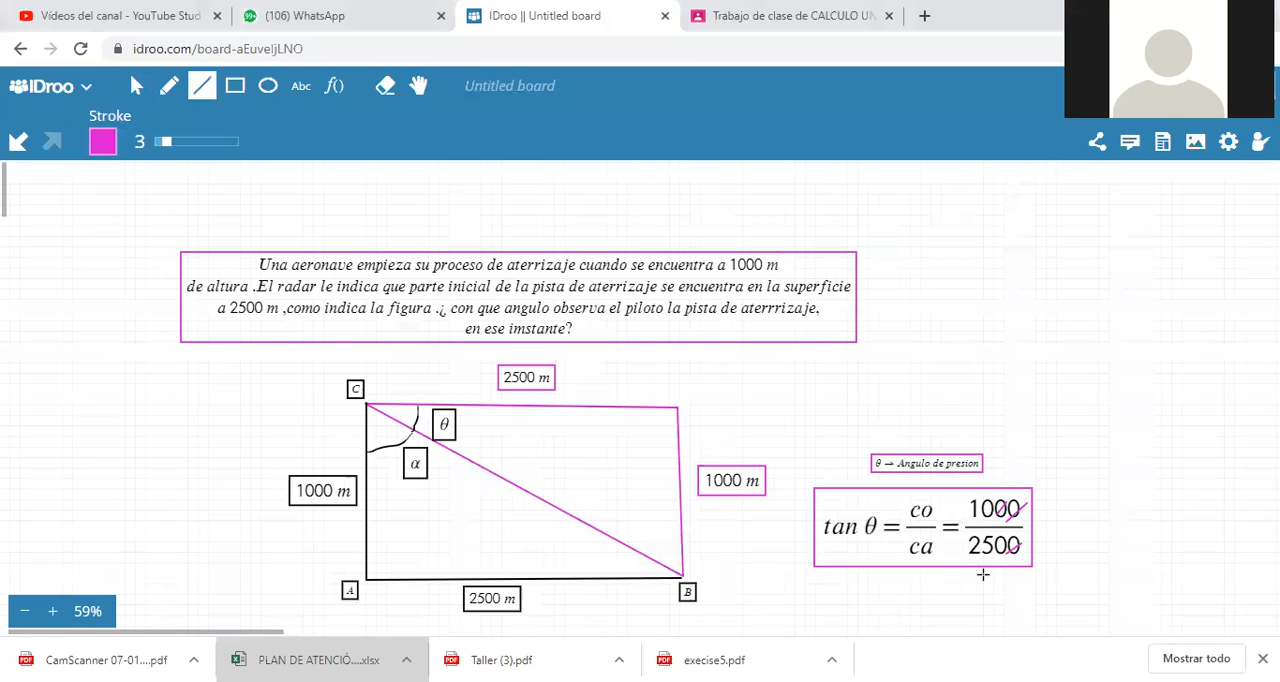 Vídeos del canal - YouTube Stud
(106) WhatsApp
IDroo || Untitled board
Trabajo de clase de CALCULO UN
idroo.com/board-aEuveljLNO
IDroo
Abc
f()
Untitled board
Stroke
3
Una aeronave empieza su proceso de aterrizaje cuando se encuentra a 1000 m
de altura .El radar le indica que parte inicial de la pista de aterrizaje se encuentra en la superficie
a 2500 m ,como indica la figura .¿ con que angulo observa el piloto la pista de aterrrizaje,
en ese imstante?
2500 m
C
θ
α
1000 m
1000 m
θ → Angulo de presion
tan θ = co/ca = 1000/2500
A
2500 m
B
− + 59%
CamScanner 07-01....pdf
PLAN DE ATENCIÓ....xlsx
Taller (3).pdf
execise5.pdf
Mostrar todo